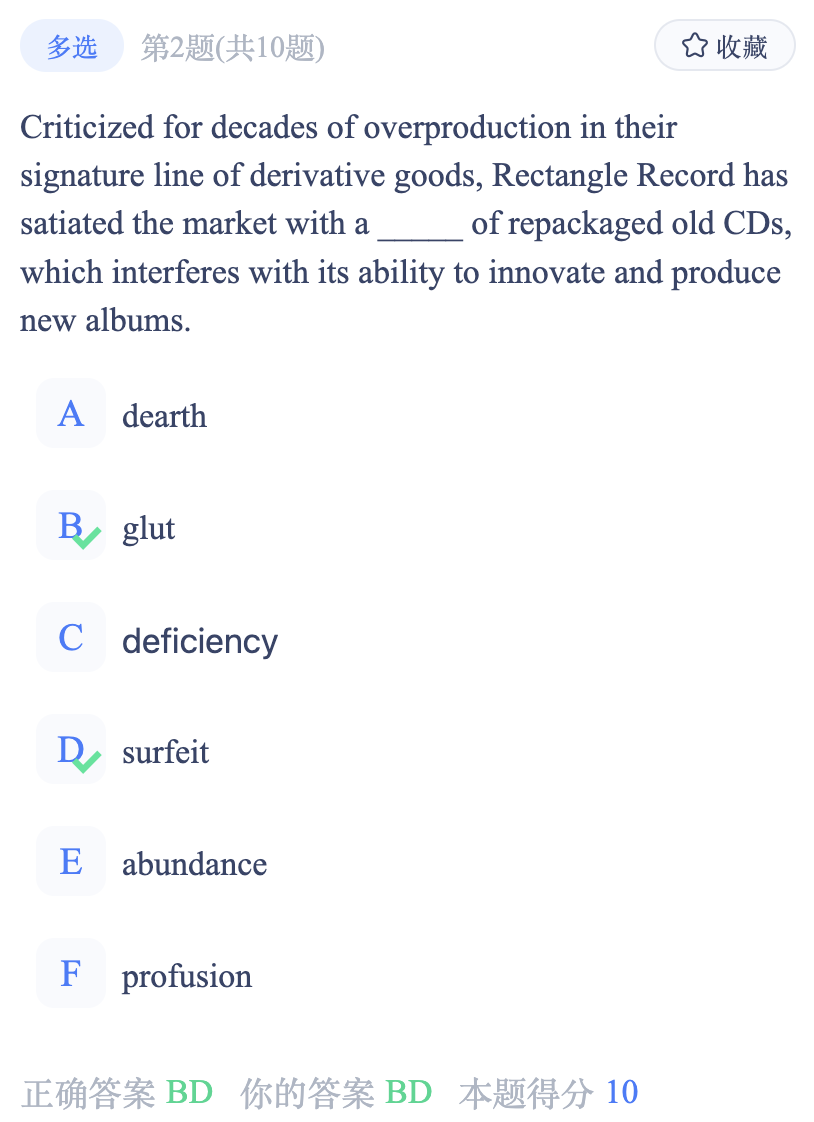 多选 第2题(共10题) 收藏
Criticized for decades of overproduction in their
signature line of derivative goods, Rectangle Record has
satiated the market with a _____ of repackaged old CDs,
which interferes with its ability to innovate and produce
new albums.
A dearth
B glut
C deficiency
D surfeit
E abundance
F profusion
正确答案 BD 你的答案 BD 本题得分 10